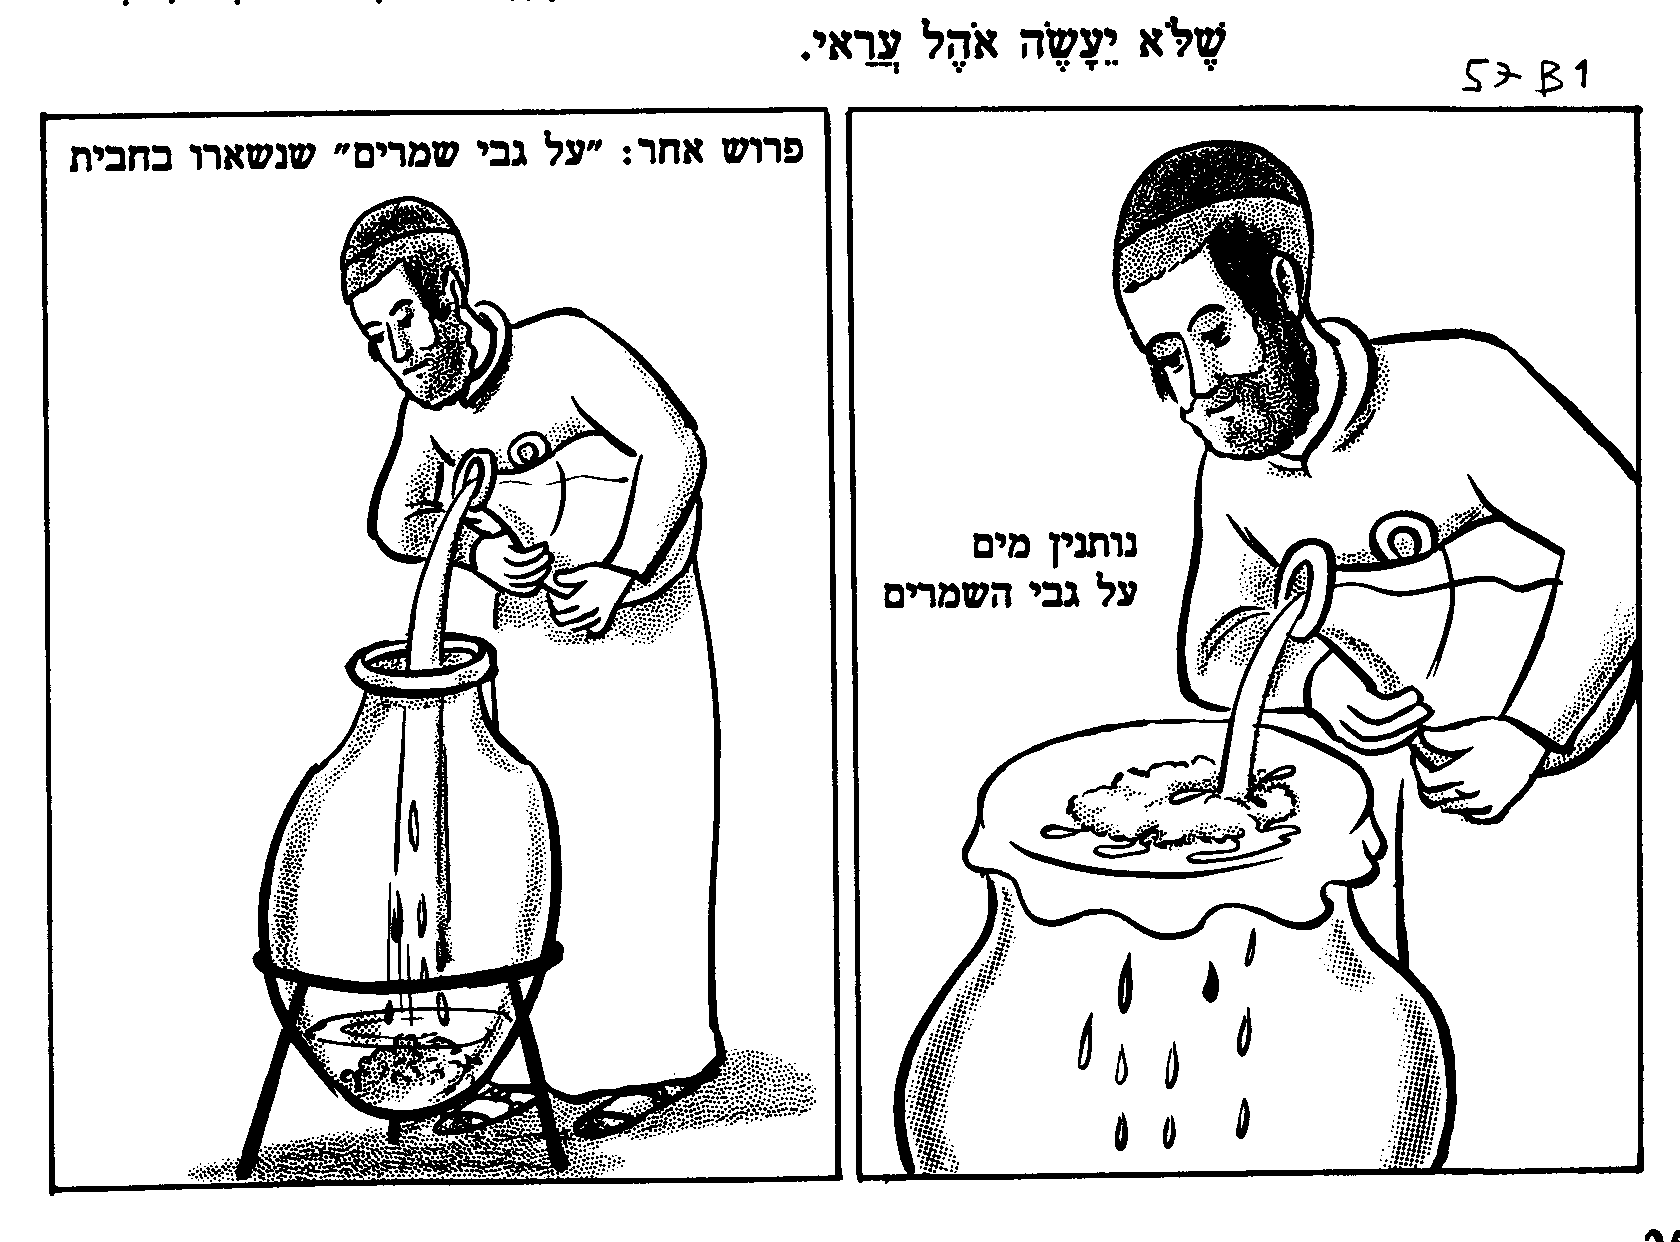 שֶׁלֹּא יֵעָשֶׂה אֹהֶל עֲרַאי.
57 B1
פרוש אחר: "על גבי שמרים" שנשארו בחבית
נותנין מים
על גבי השמרים